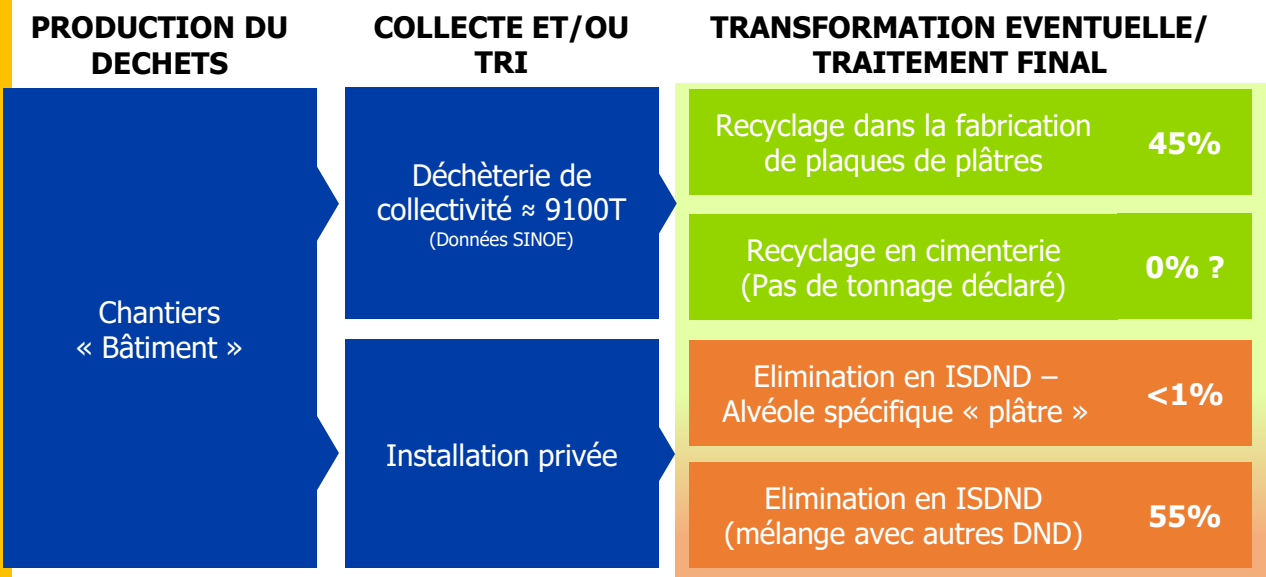 PRODUCTION DU
DECHETS
COLLECTE ET/OU
TRI
TRANSFORMATION EVENTUELLE/
TRAITEMENT FINAL
Chantiers
« Bâtiment »
Déchèterie de
collectivité ≈ 9100T
(Données SINOE)
Installation privée
Recyclage dans la fabrication
de plaques de plâtres
45%
Recyclage en cimenterie
(Pas de tonnage déclaré)
0% ?
Elimination en ISDND –
Alvéole spécifique « plâtre »
<1%
Elimination en ISDND
(mélange avec autres DND)
55%